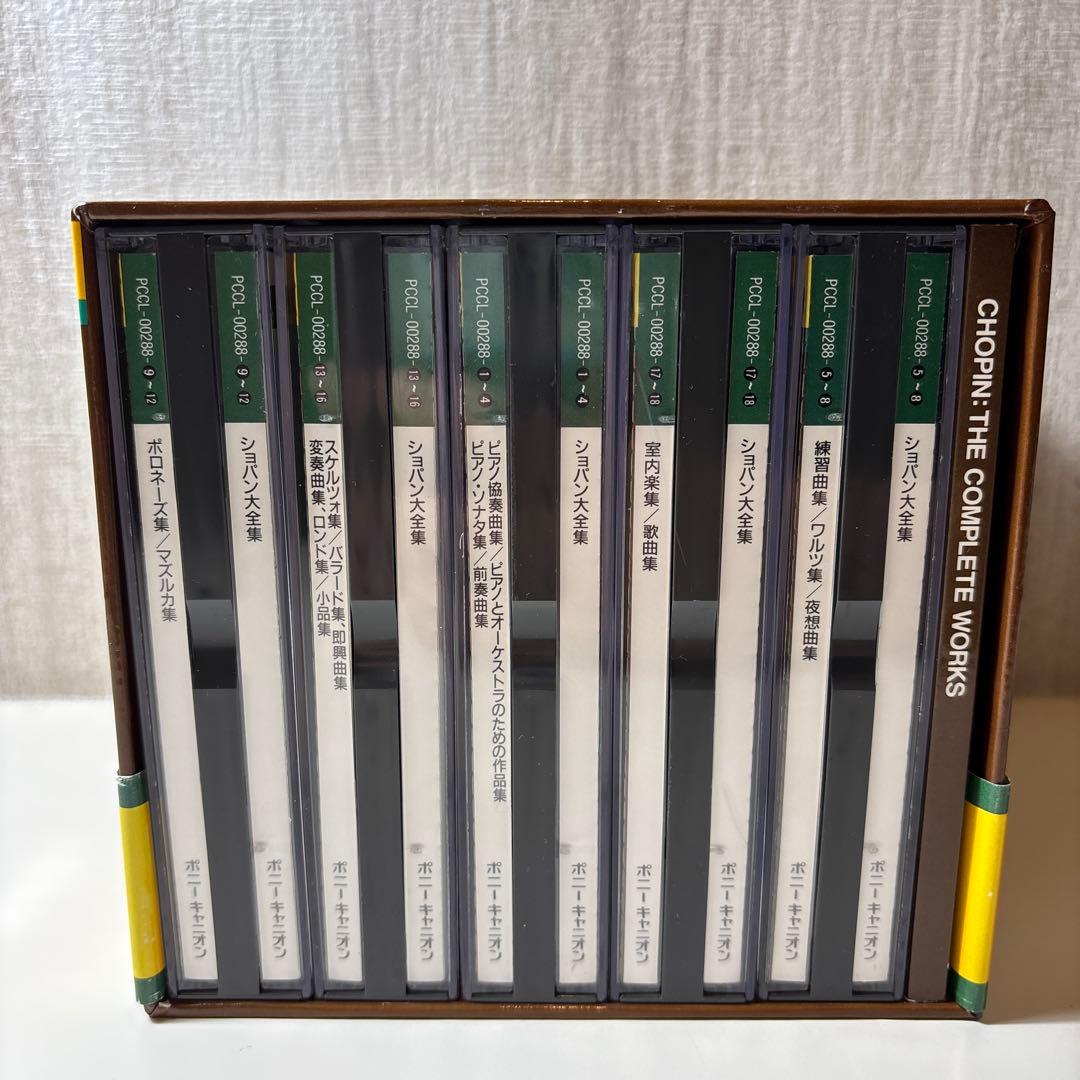 PCCL-00288-9~12
ポロネーズ集／マズルカ集
ポニーキャニオン
PCCL-00288-9~12
ショパン大全集
ポニーキャニオン
PCCL-00288-13~16
スケルツォ集／バラード集、即興曲集
変奏曲集、ロンド集／小品集
ポニーキャニオン
PCCL-00288-13~16
ショパン大全集
ポニーキャニオン
PCCL-00288-1~4
ピアノ協奏曲集／ピアノとオーケストラのための作品集
ピアノ・ソナタ集／前奏曲集
ポニーキャニオン
PCCL-00288-1~4
ショパン大全集
ポニーキャニオン
PCCL-00288-17~18
室内楽集／歌曲集
ポニーキャニオン
PCCL-00288-17~18
ショパン大全集
ポニーキャニオン
PCCL-00288-5~8
練習曲集／ワルツ集／夜想曲集
ポニーキャニオン
PCCL-00288-5~8
ショパン大全集
ポニーキャニオン
CHOPIN: THE COMPLETE WORKS